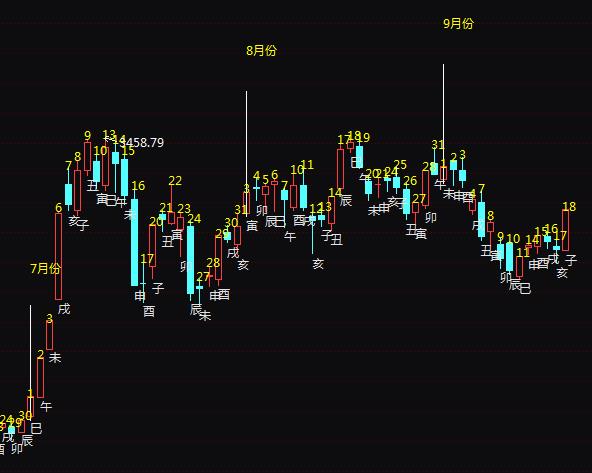 9月份
8月份
7月份
3458.79
24
29
30
1
2
3
6
7
8
9
10
13
14
15
16
17
20
21
22
23
24
27
28
29
30
31
3
4
5
6
7
10
11
12
13
14
17
18
19
20
21
24
25
26
27
28
31
1
2
3
4
7
8
9
10
11
14
15
16
17
18
酉
戌
卯
辰
巳
午
未
戌
亥
子
丑
寅
巳
午
未
申
酉
子
丑
寅
卯
辰
未
申
酉
戌
亥
寅
卯
辰
巳
午
酉
戌
亥
子
丑
辰
巳
午
未
申
亥
子
丑
寅
卯
午
未
申
酉
戌
丑
寅
卯
辰
巳
申
酉
戌
亥
子